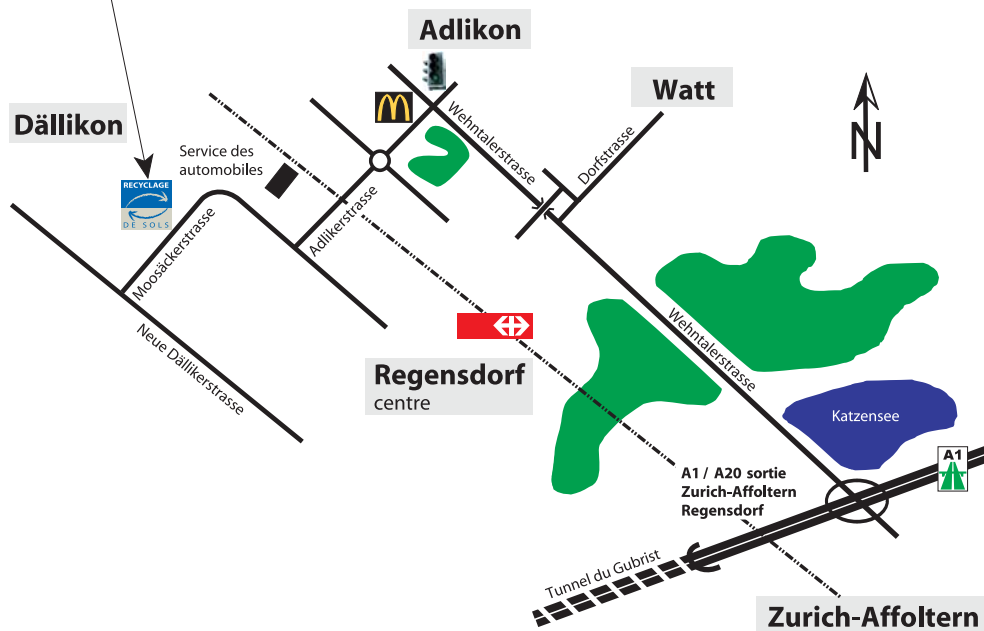 Adlikon
Watt
Dällikon
Wehntalerstrasse
Dorfstrasse
N
Service des
automobiles
RECYCLAGE
DE SOLS
Moosäckerstrasse
Adlikerstrasse
Neue Dällikerstrasse
Regensdorf
centre
Wehntalerstrasse
Katzensee
A1
A1 / A20 sortie
Zurich-Affoltern
Regensdorf
Tunnel du Gubrist
Zurich-Affoltern